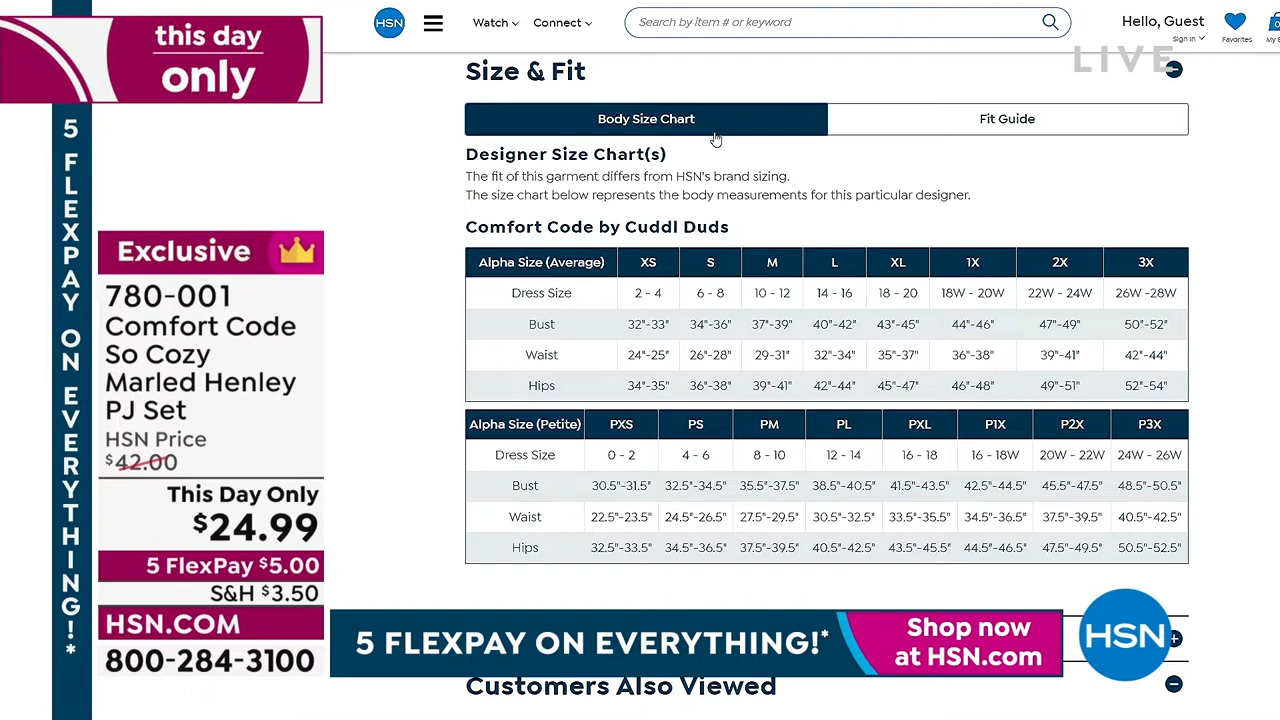 this day
only
5 FLEXPAY ON EVERYTHING!*
Exclusive
780-001
Comfort Code
So Cozy
Marled Henley
PJ Set
HSN Price
$42.00
This Day Only
$24.99
5 FlexPay $5.00
S&H $3.50
HSN.COM
800-284-3100
HSN Watch Connect Search by item # or keyword Hello, Guest
Sign In Favorites
LIVE
Size & Fit
Body Size Chart Fit Guide
Designer Size Chart(s)
The fit of this garment differs from HSN's brand sizing.
The size chart below represents the body measurements for this particular designer.
Comfort Code by Cuddl Duds
Alpha Size (Average) XS S M L XL 1X 2X 3X
Dress Size 2 - 4 6 - 8 10 - 12 14 - 16 18 - 20 18W - 20W 22W - 24W 26W -28W
Bust 32"-33" 34"-36" 37"-39" 40"-42" 43"-45" 44"-46" 47"-49" 50"-52"
Waist 24"-25" 26"-28" 29-31" 32"-34" 35"-37" 36"-38" 39"-41" 42"-44"
Hips 34"-35" 36"-38" 39"-41" 42"-44" 45"-47" 46"-48" 49"-51" 52"-54"
Alpha Size (Petite) PXS PS PM PL PXL P1X P2X P3X
Dress Size 0 - 2 4 - 6 8 - 10 12 - 14 16 - 18 16 - 18W 20W - 22W 24W - 26W
Bust 30.5"-31.5" 32.5"-34.5" 35.5"-37.5" 38.5"-40.5" 41.5"-43.5" 42.5"-44.5" 45.5"-47.5" 48.5"-50.5"
Waist 22.5"-23.5" 24.5"-26.5" 27.5"-29.5" 30.5"-32.5" 33.5"-35.5" 34.5"-36.5" 37.5"-39.5" 40.5"-42.5"
Hips 32.5"-33.5" 34.5"-36.5" 37.5"-39.5" 40.5"-42.5" 43.5"-45.5" 44.5"-46.5" 47.5"-49.5" 50.5"-52.5"
5 FLEXPAY ON EVERYTHING!*
Shop now
at HSN.com
HSN
Customers Also Viewed